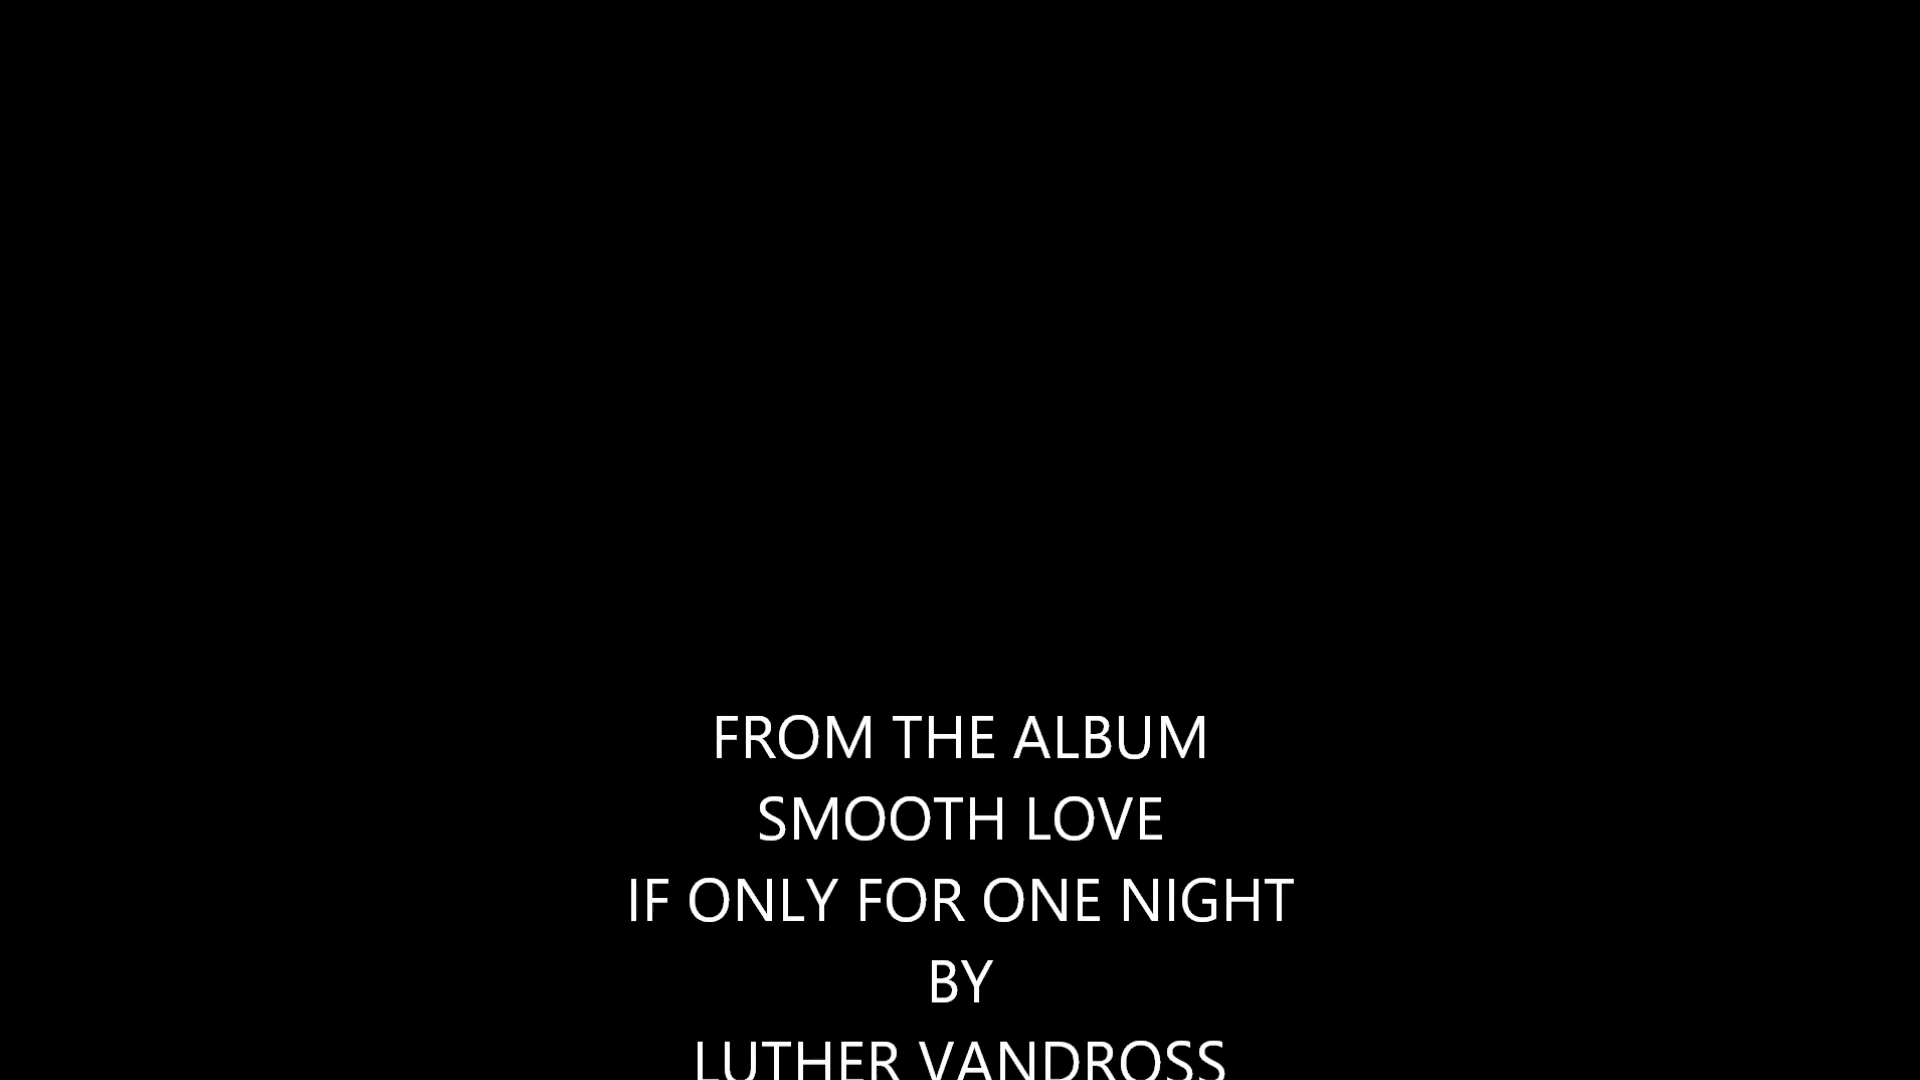 FROM THE ALBUM
SMOOTH LOVE
IF ONLY FOR ONE NIGHT
BY
LUTHER VANDROSS